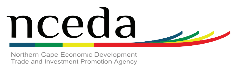 nceda
Northern Cape Economic Development
Trade and Investment Promotion Agency